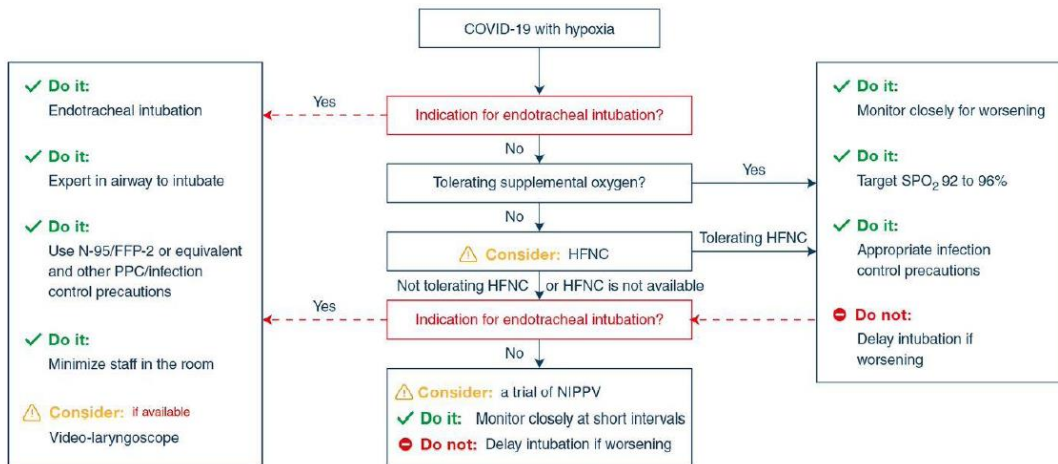 COVID-19 with hypoxia
Do it:
Endotracheal intubation
Do it:
Expert in airway to intubate
Do it:
Use N-95/FFP-2 or equivalent
and other PPC/infection
control precautions
Do it:
Minimize staff in the room
Consider: if available
Video-laryngoscope
Yes
Indication for endotracheal intubation?
No
Tolerating supplemental oxygen?
Yes
No
Consider: HFNC
Tolerating HFNC
Not tolerating HFNC or HFNC is not available
Yes
Indication for endotracheal intubation?
No
Consider: a trial of NIPPV
Do it: Monitor closely at short intervals
Do not: Delay intubation if worsening
Do it:
Monitor closely for worsening
Do it:
Target SPO₂ 92 to 96%
Do it:
Appropriate infection
control precautions
Do not:
Delay intubation if
worsening